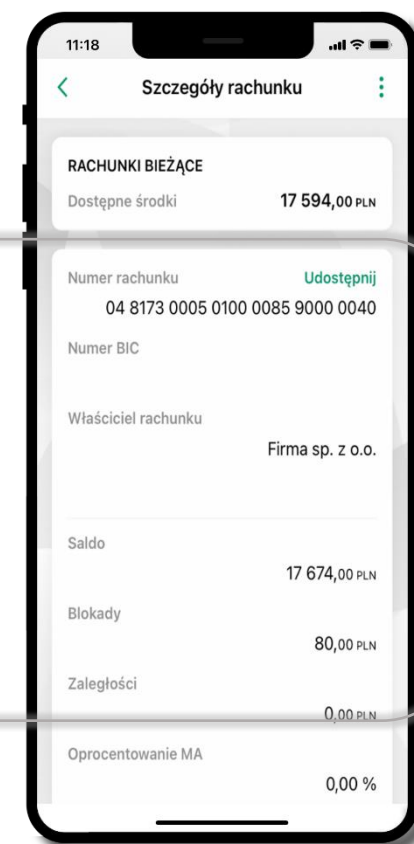 11:18
Szczegóły rachunku
RACHUNKI BIEŻĄCE
Dostępne środki 17 594,00 PLN
Numer rachunku Udostępnij
04 8173 0005 0100 0085 9000 0040
Numer BIC
Właściciel rachunku
Firma sp. z o.o.
Saldo
17 674,00 PLN
Blokady
80,00 PLN
Zaległości
0,00 PLN
Oprocentowanie MA
0,00 %